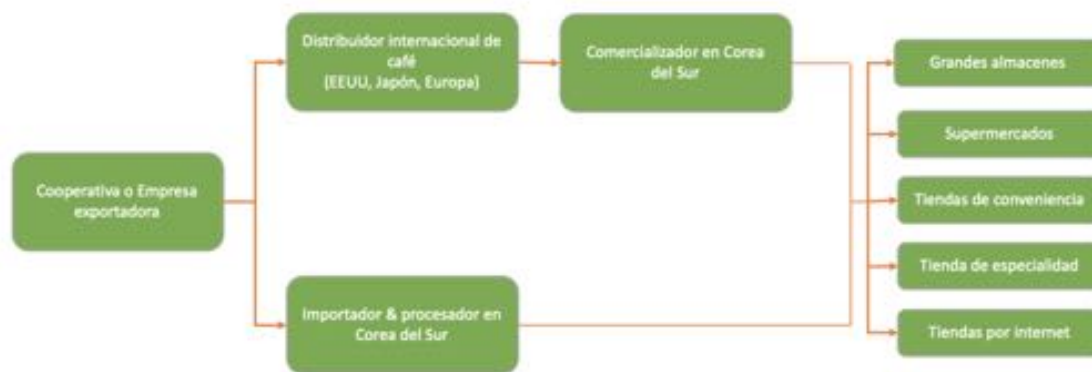 Distribuidor internacional de
café
(EEUU, Japón, Europa)
Comercializador en Corea
del Sur
Grandes almacenes
Supermercados
Cooperativa o Empresa
exportadora
Tiendas de conveniencia
Tienda de especialidad
Importador & procesador en
Corea del Sur
Tiendas por internet